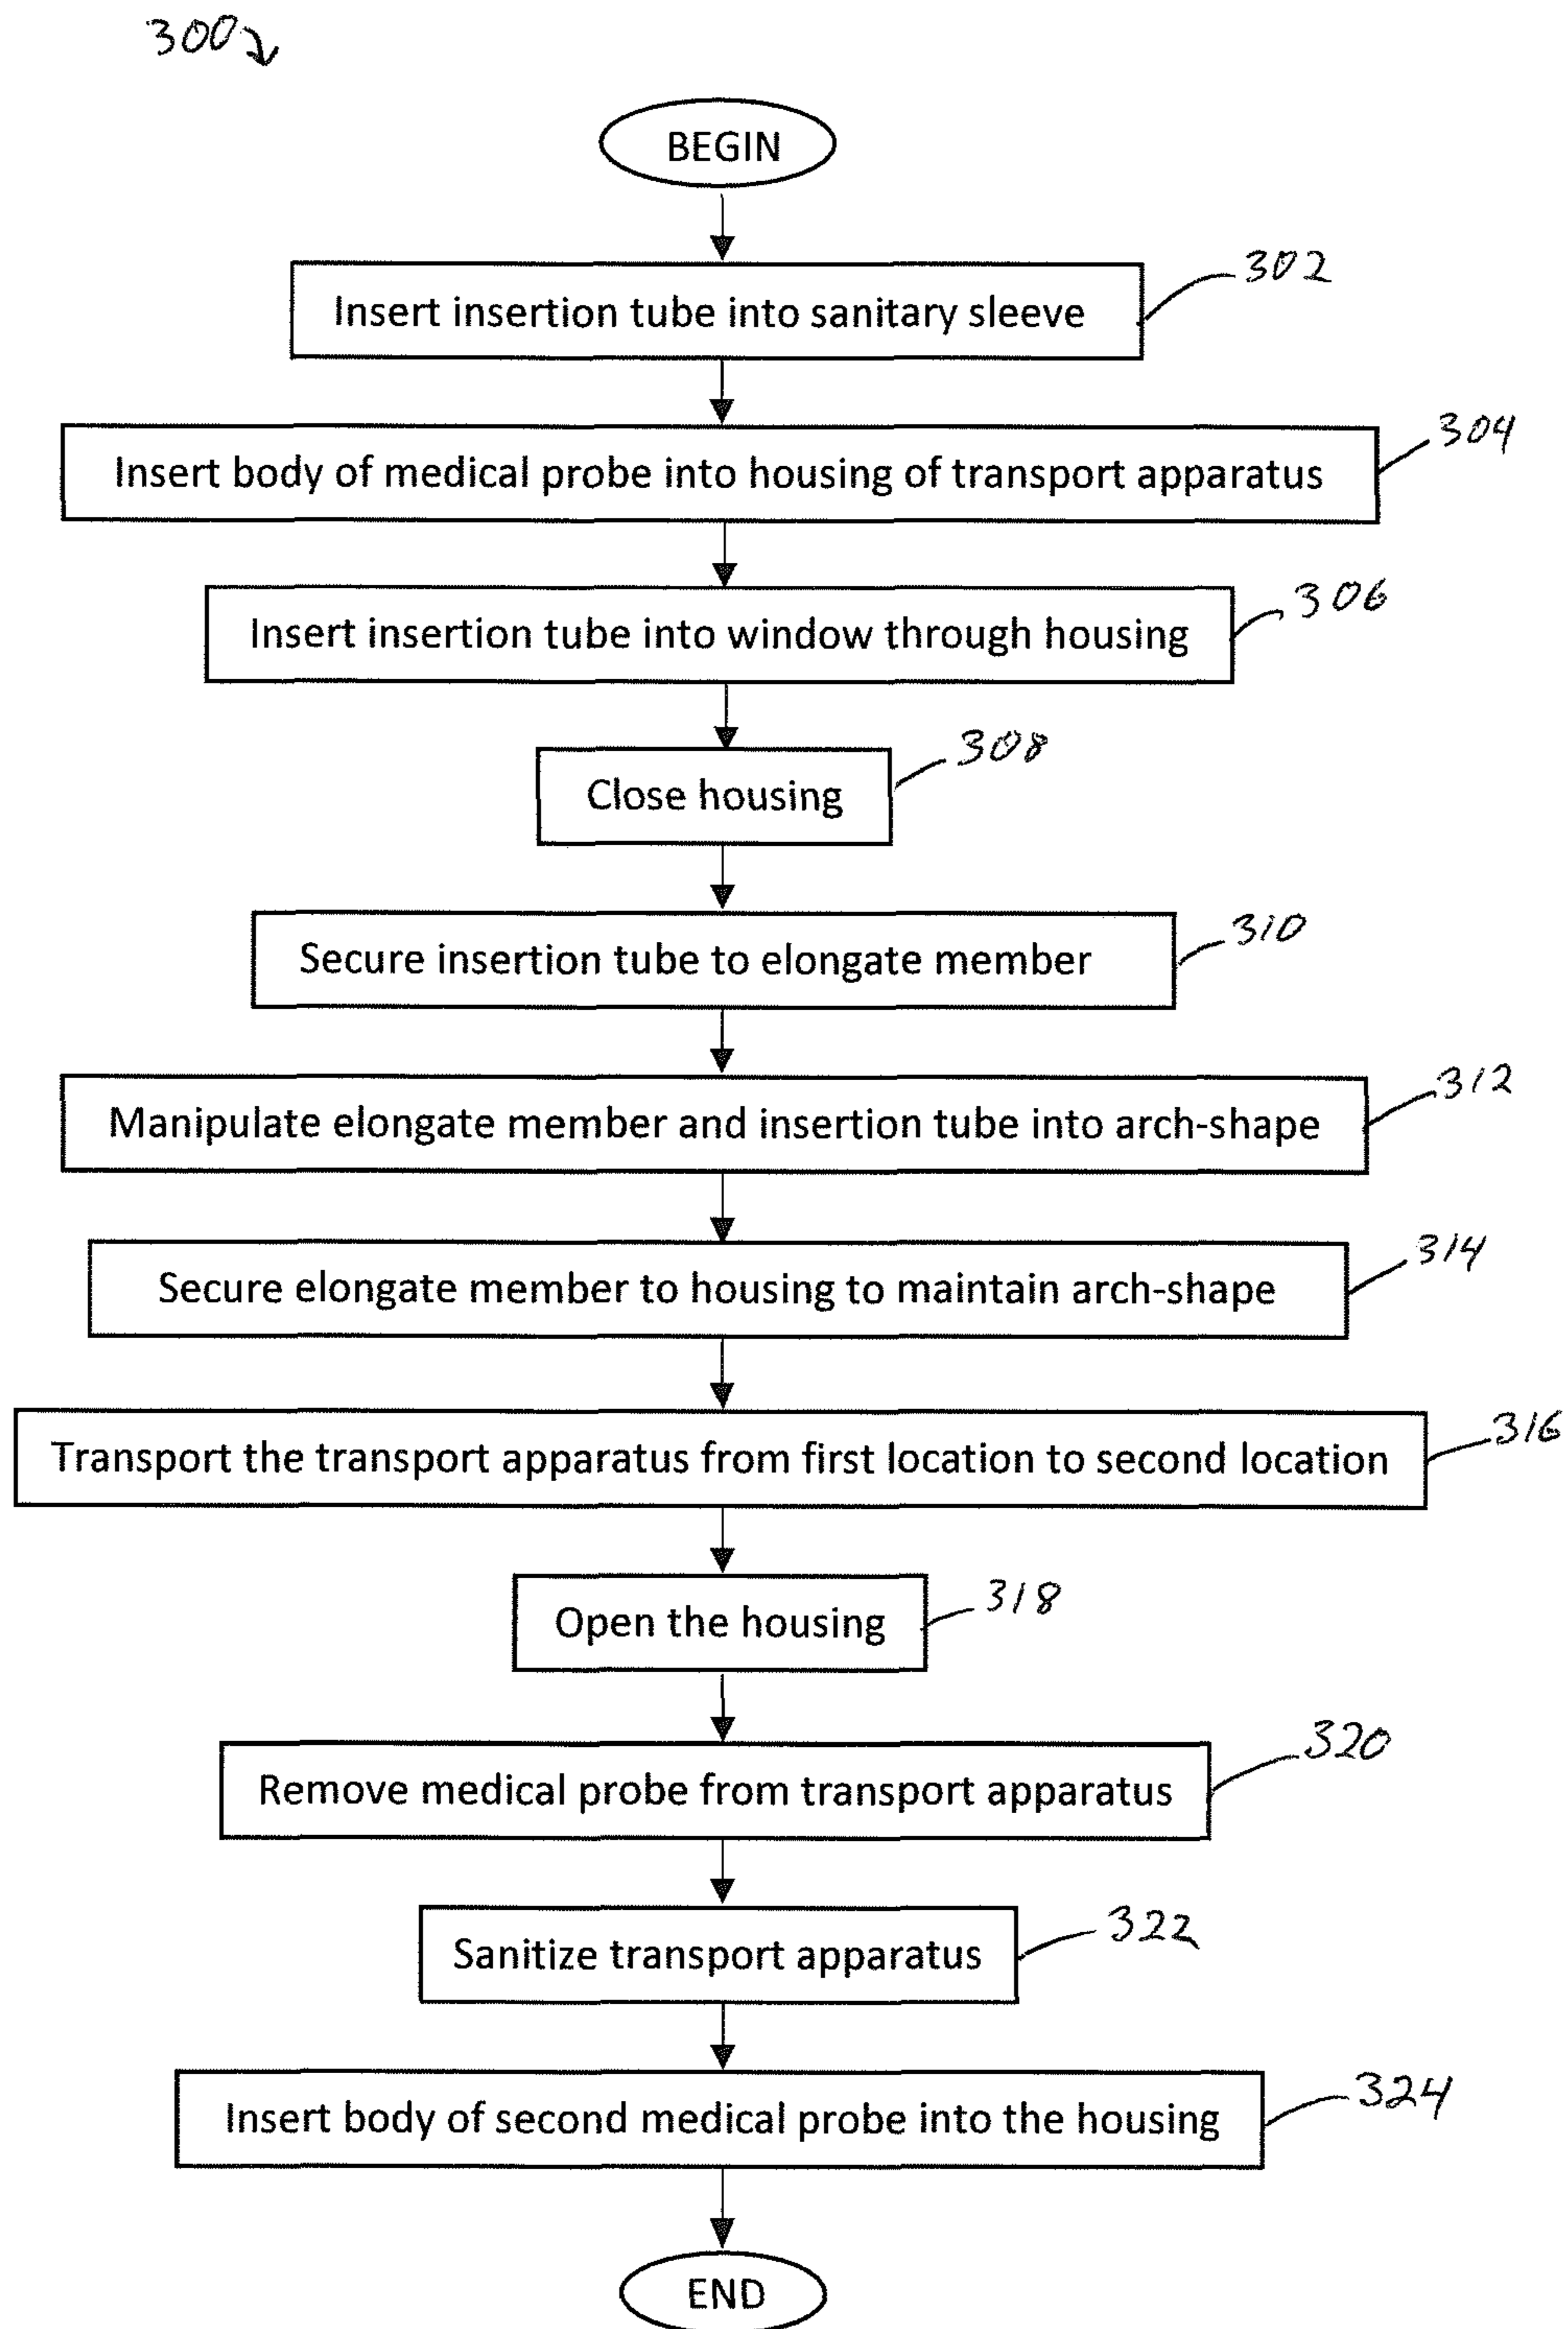 300
BEGIN
302
Insert insertion tube into sanitary sleeve
304
Insert body of medical probe into housing of transport apparatus
306
Insert insertion tube into window through housing
308
Close housing
310
Secure insertion tube to elongate member
312
Manipulate elongate member and insertion tube into arch-shape
314
Secure elongate member to housing to maintain arch-shape
316
Transport the transport apparatus from first location to second location
318
Open the housing
320
Remove medical probe from transport apparatus
322
Sanitize transport apparatus
324
Insert body of second medical probe into the housing
END